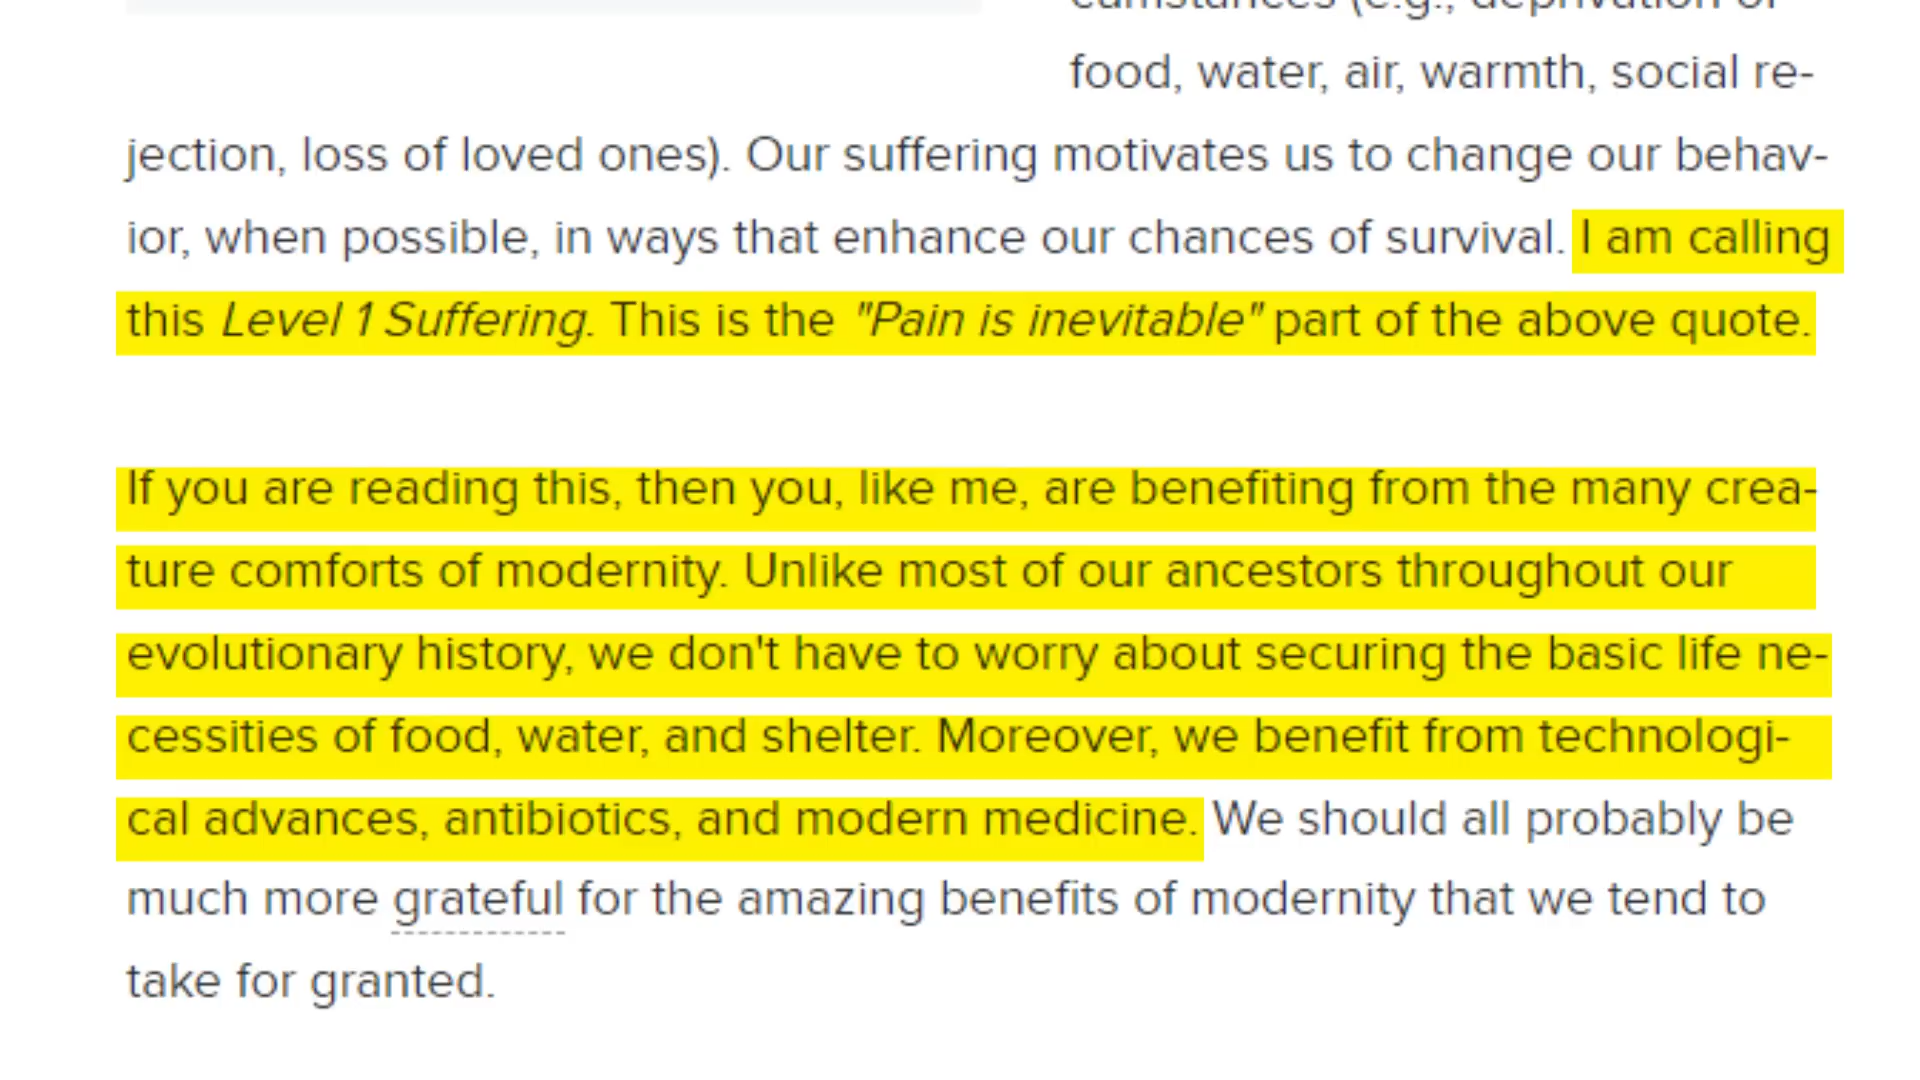 cumstances (e.g., deprivation of
food, water, air, warmth, social re-
jection, loss of loved ones). Our suffering motivates us to change our behav-
ior, when possible, in ways that enhance our chances of survival. I am calling
this Level 1 Suffering. This is the "Pain is inevitable" part of the above quote.
If you are reading this, then you, like me, are benefiting from the many crea-
ture comforts of modernity. Unlike most of our ancestors throughout our
evolutionary history, we don't have to worry about securing the basic life ne-
cessities of food, water, and shelter. Moreover, we benefit from technologi-
cal advances, antibiotics, and modern medicine. We should all probably be
much more grateful for the amazing benefits of modernity that we tend to
take for granted.